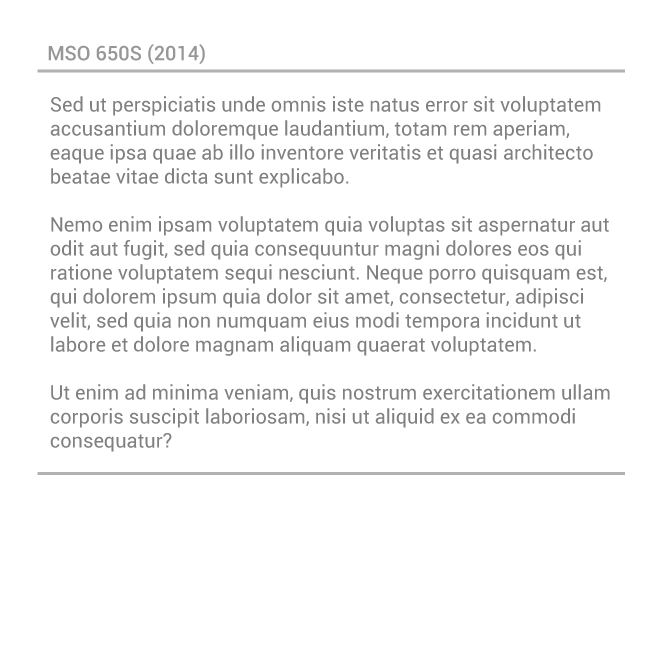 MSO 650S (2014)
Sed ut perspiciatis unde omnis iste natus error sit voluptatem
accusantium doloremque laudantium, totam rem aperiam,
eaque ipsa quae ab illo inventore veritatis et quasi architecto
beatae vitae dicta sunt explicabo.
Nemo enim ipsam voluptatem quia voluptas sit aspernatur aut
odit aut fugit, sed quia consequuntur magni dolores eos qui
ratione voluptatem sequi nesciunt. Neque porro quisquam est,
qui dolorem ipsum quia dolor sit amet, consectetur, adipisci
velit, sed quia non numquam eius modi tempora incidunt ut
labore et dolore magnam aliquam quaerat voluptatem.
Ut enim ad minima veniam, quis nostrum exercitationem ullam
corporis suscipit laboriosam, nisi ut aliquid ex ea commodi
consequatur?